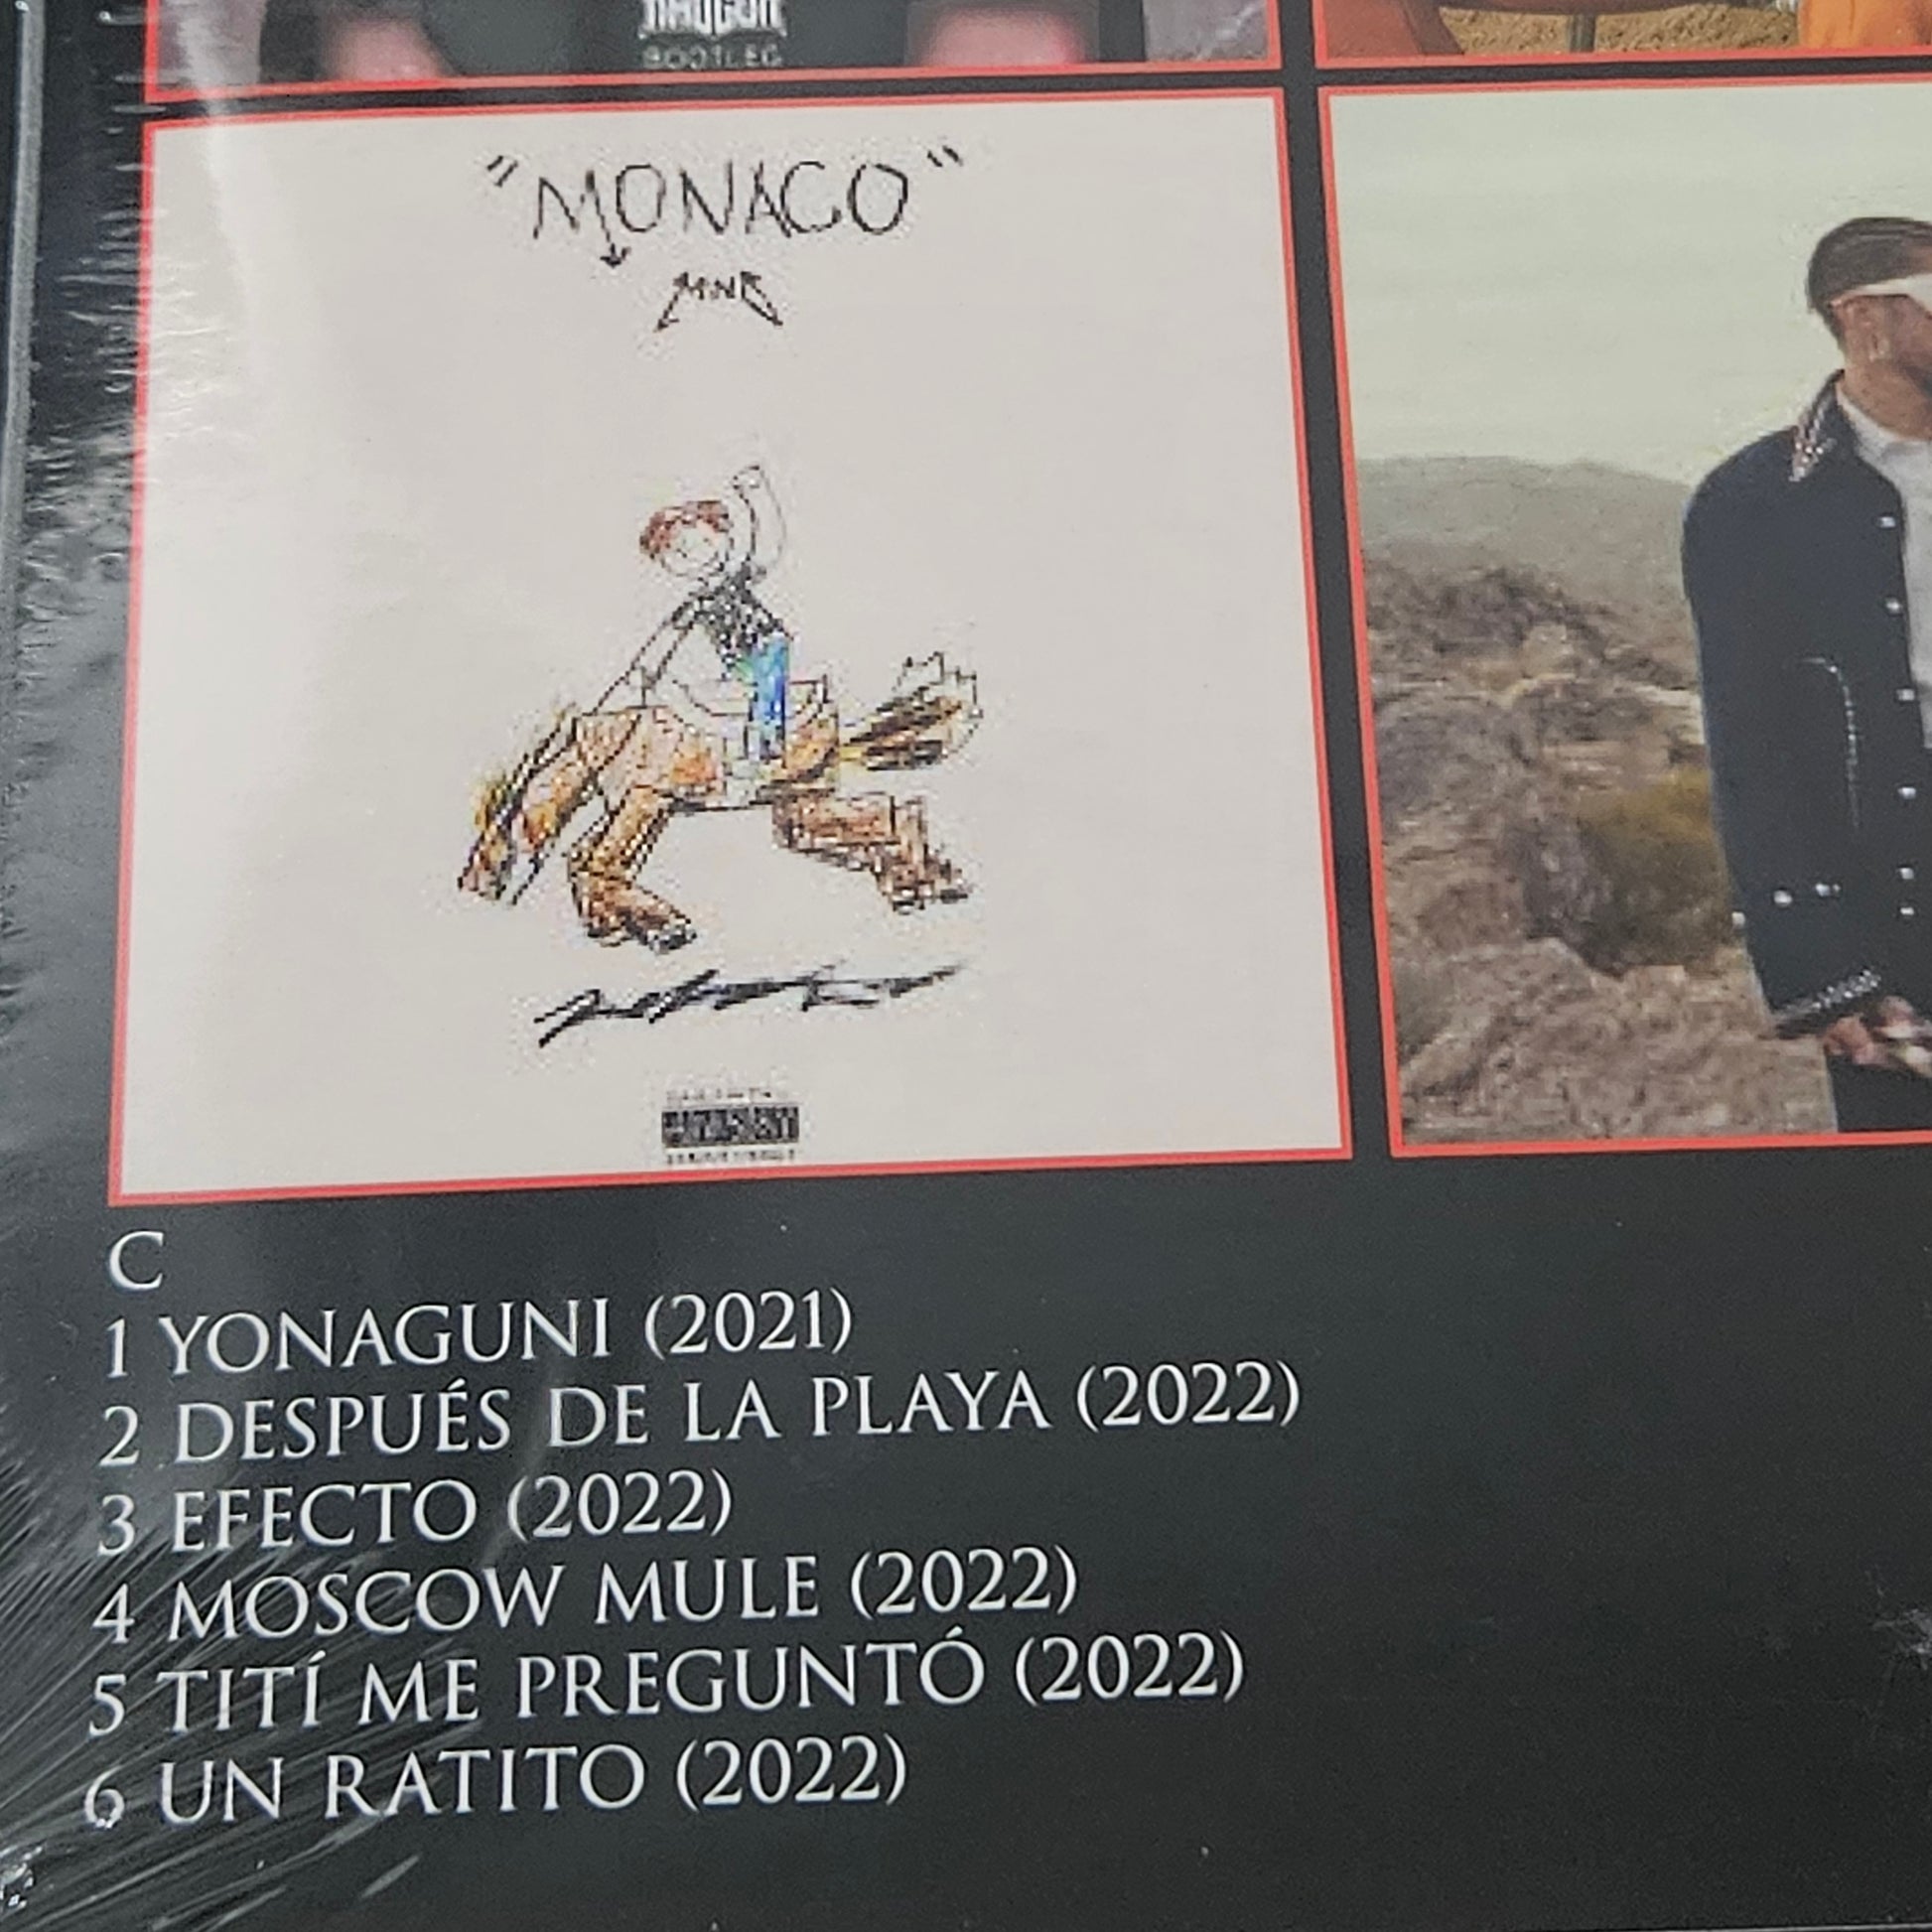 BOOTLEG
"MONACO"
MNR
C
1 YONAGUNI (2021)
2 DESPUÉS DE LA PLAYA (2022)
3 EFECTO (2022)
4 MOSCOW MULE (2022)
5 TITÍ ME PREGUNTÓ (2022)
6 UN RATITO (2022)